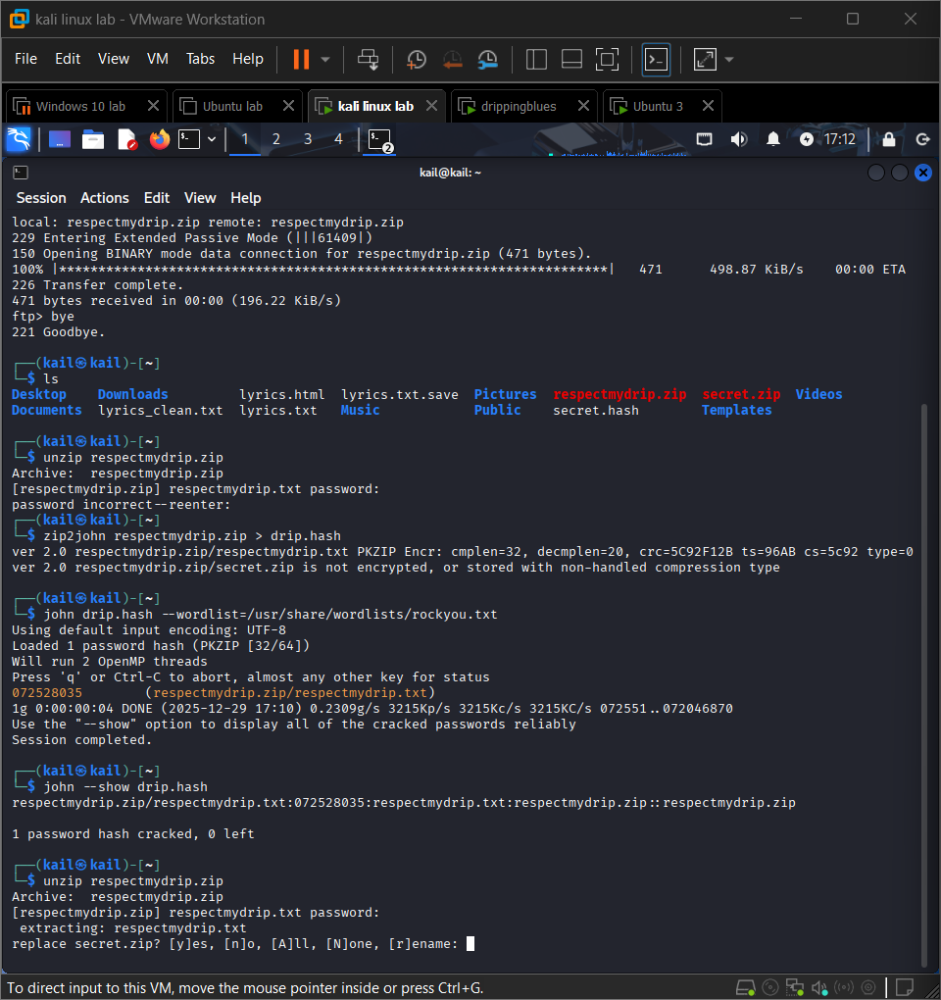 kali linux lab - VMware Workstation
File Edit View VM Tabs Help
Windows 10 lab Ubuntu lab kali linux lab drippingblues Ubuntu 3
1 2 3 4 2 17:12
kail@kail: ~
Session Actions Edit View Help
local: respectmydrip.zip remote: respectmydrip.zip
229 Entering Extended Passive Mode (|||61409|)
150 Opening BINARY mode data connection for respectmydrip.zip (471 bytes).
100% |**********************************************************************| 471 498.87 KiB/s 00:00 ETA
226 Transfer complete.
471 bytes received in 00:00 (196.22 KiB/s)
ftp> bye
221 Goodbye.
┌──(kail㉿kail)-[~]
└─$ ls
Desktop Downloads lyrics.html lyrics.txt.save Pictures respectmydrip.zip secret.zip Videos
Documents lyrics_clean.txt lyrics.txt Music Public secret.hash Templates
┌──(kail㉿kail)-[~]
└─$ unzip respectmydrip.zip
Archive:  respectmydrip.zip
[respectmydrip.zip] respectmydrip.txt password:
password incorrect--reenter:
┌──(kail㉿kail)-[~]
└─$ zip2john respectmydrip.zip > drip.hash
ver 2.0 respectmydrip.zip/respectmydrip.txt PKZIP Encr: cmplen=32, decmplen=20, crc=5C92F12B ts=96AB cs=5c92 type=0
ver 2.0 respectmydrip.zip/secret.zip is not encrypted, or stored with non-handled compression type
┌──(kail㉿kail)-[~]
└─$ john drip.hash --wordlist=/usr/share/wordlists/rockyou.txt
Using default input encoding: UTF-8
Loaded 1 password hash (PKZIP [32/64])
Will run 2 OpenMP threads
Press 'q' or Ctrl-C to abort, almost any other key for status
072528035        (respectmydrip.zip/respectmydrip.txt)
1g 0:00:00:04 DONE (2025-12-29 17:10) 0.2309g/s 3215Kp/s 3215Kc/s 3215KC/s 072551..072046870
Use the "--show" option to display all of the cracked passwords reliably
Session completed.
┌──(kail㉿kail)-[~]
└─$ john --show drip.hash
respectmydrip.zip/respectmydrip.txt:072528035:respectmydrip.txt:respectmydrip.zip::respectmydrip.zip
1 password hash cracked, 0 left
┌──(kail㉿kail)-[~]
└─$ unzip respectmydrip.zip
Archive:  respectmydrip.zip
[respectmydrip.zip] respectmydrip.txt password:
 extracting: respectmydrip.txt
replace secret.zip? [y]es, [n]o, [A]ll, [N]one, [r]ename:
To direct input to this VM, move the mouse pointer inside or press Ctrl+G.